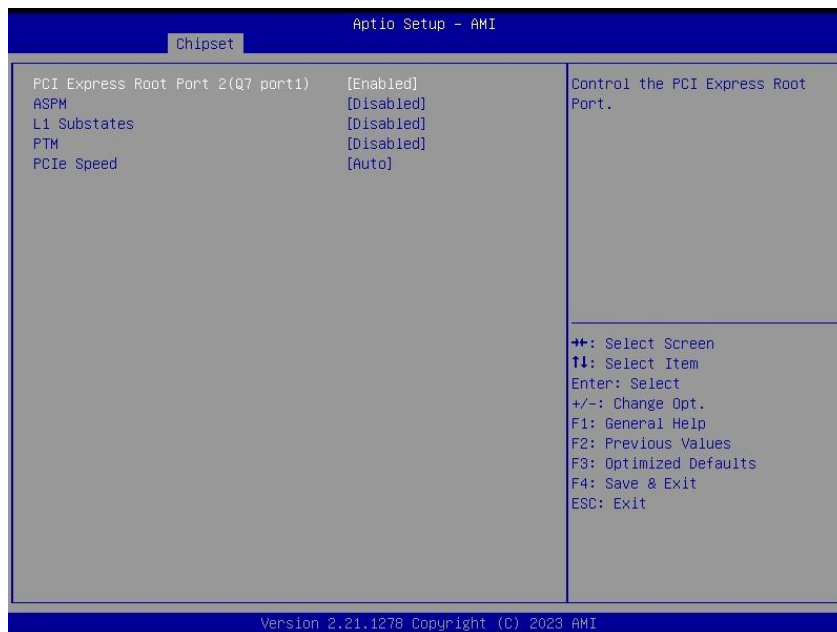 Aptio Setup - AMI
Chipset
PCI Express Root Port 2(Q7 port1) [Enabled]
ASPM [Disabled]
L1 Substates [Disabled]
PTM [Disabled]
PCIe Speed [Auto]
Control the PCI Express Root
Port.
→←: Select Screen
↑↓: Select Item
Enter: Select
+/-: Change Opt.
F1: General Help
F2: Previous Values
F3: Optimized Defaults
F4: Save & Exit
ESC: Exit
Version 2.21.1278 Copyright (C) 2023 AMI